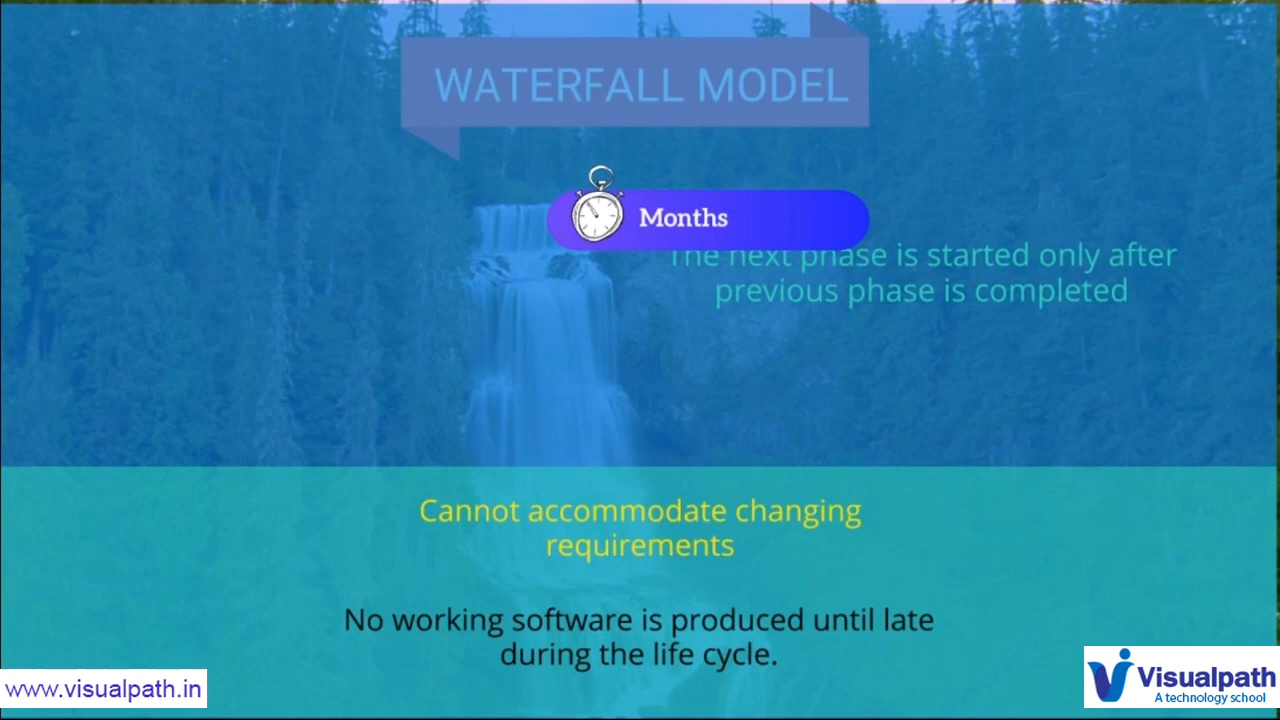 WATERFALL MODEL
Months
The next phase is started only after
previous phase is completed
Cannot accommodate changing
requirements
No working software is produced until late
during the life cycle.
www.visualpath.in
Visualpath
A technology school